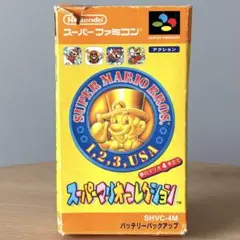 Nintendo
スーパーファミコン
SUPER FAMICOM
アクション
SUPER MARIO BROS.
1, 2, 3, USA
スーパーマリオコレクション
SHVC-4M
バッテリーバックアップ